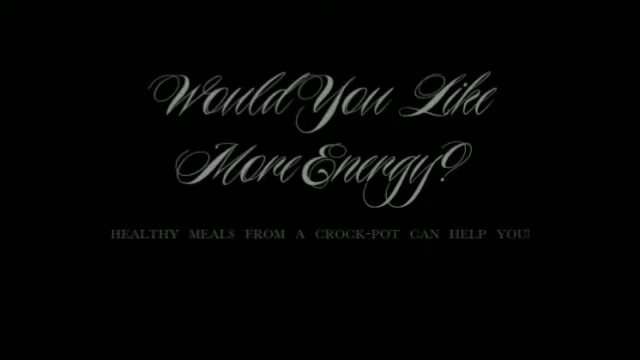 Would You Like
More Energy?
HEALTHY MEALS FROM A CROCK-POT CAN HELP YOU!